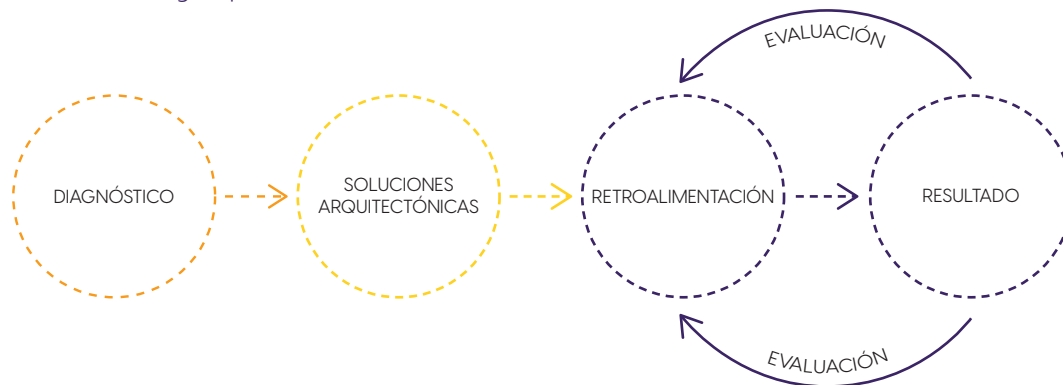 EVALUACIÓN
DIAGNÓSTICO
SOLUCIONES
ARQUITECTÓNICAS
RETROALIMENTACIÓN
RESULTADO
EVALUACIÓN